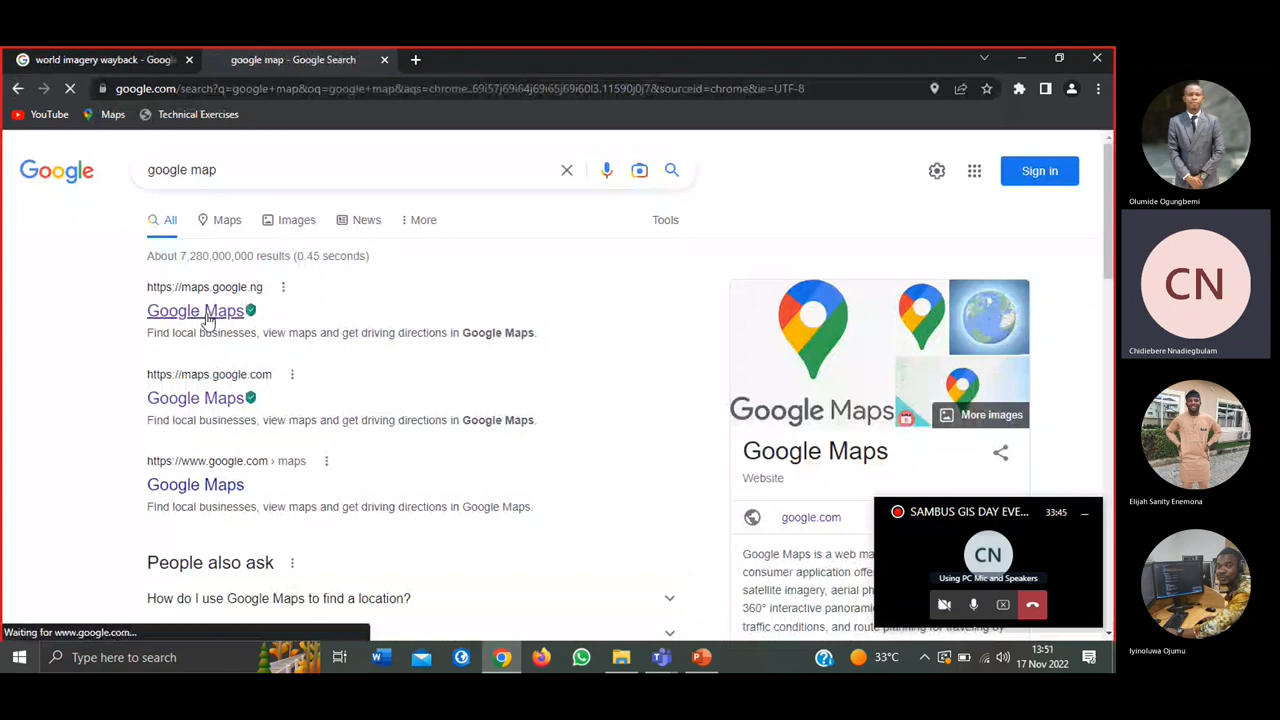 world imagery wayback - Googl
google map - Google Search
google.com/search?q=google+map&oq=google+map&aqs=chrome..69i57j69i64j69i65j69i60l3.11590j0j7&sourceid=chrome&ie=UTF-8
YouTube
Maps
Technical Exercises
Google
google map
Sign in
All
Maps
Images
News
More
Tools
About 7,280,000,000 results (0.45 seconds)
https://maps.google.ng
Google Maps
Find local businesses, view maps and get driving directions in Google Maps.
https://maps.google.com
Google Maps
Find local businesses, view maps and get driving directions in Google Maps.
https://www.google.com › maps
Google Maps
Find local businesses, view maps and get driving directions in Google Maps.
People also ask
How do I use Google Maps to find a location?
Google Maps
More images
Google Maps
Website
google.com
Google Maps is a web ma
consumer application offe
satellite imagery, aerial ph
360° interactive panoramic
traffic conditions, and route planning for traveling by
SAMBUS GIS DAY EVE...
33:45
CN
Using PC Mic and Speakers
Waiting for www.google.com...
Type here to search
33°C
13:51
17 Nov 2022
Olumide Ogungbemi
CN
Chidiebere Nnadiegbulam
Elijah Sanity Enemona
Iyinoluwa Ojumu